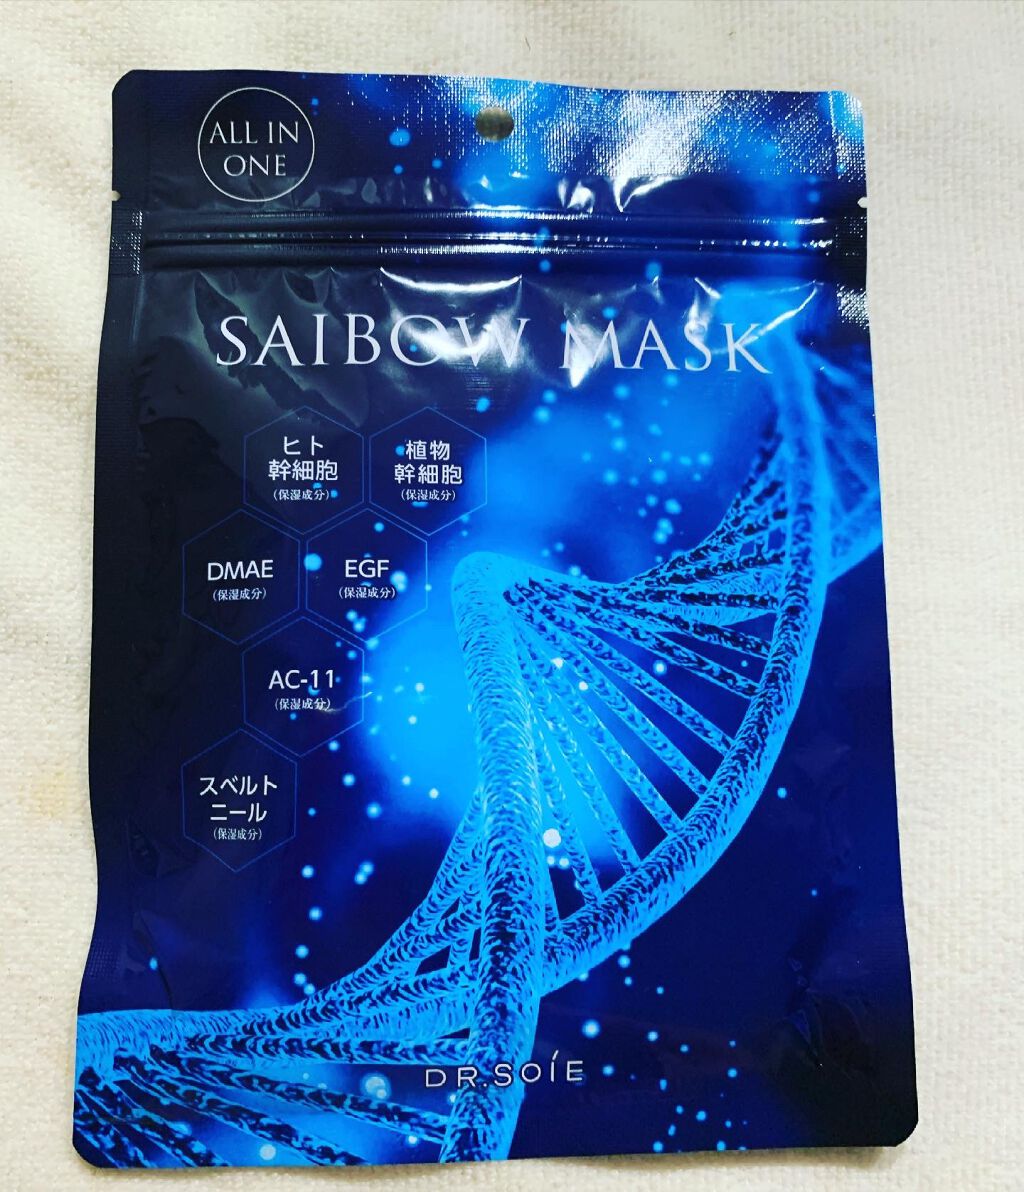 ALL IN
ONE
SAIBOW MASK
ヒト
幹細胞
(保湿成分)
植物
幹細胞
(保湿成分)
DMAE
(保湿成分)
EGF
(保湿成分)
AC-11
(保湿成分)
スベルト
ニール
(保湿成分)
DR.SOÍE